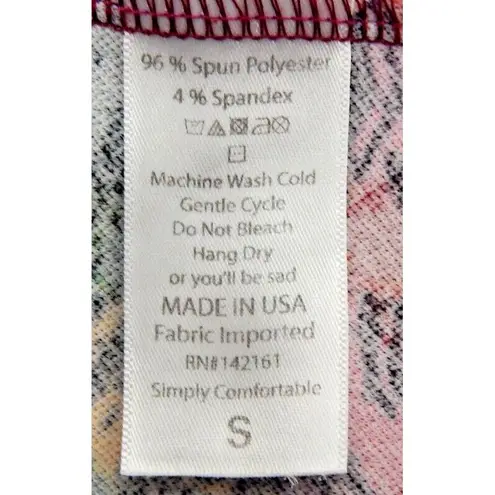 96 % Spun Polyester
4 % Spandex
Machine Wash Cold
Gentle Cycle
Do Not Bleach
Hang Dry
or you'll be sad
MADE IN USA
Fabric Imported
RN#142161
Simply Comfortable
S